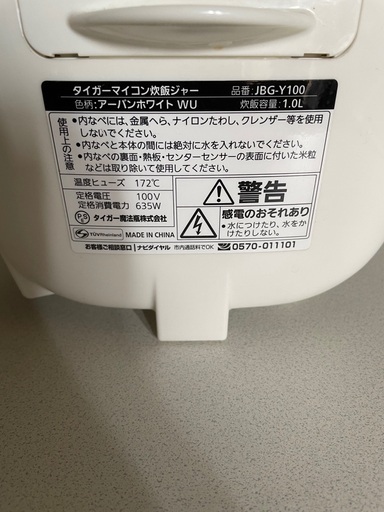 タイガーマイコン炊飯ジャー 品番：JBG-Y100
色柄：アーバンホワイト WU 炊飯容量：1.0L
使用上の注意
●内なべには、金属へら、ナイロンたわし、クレンザー等を使用
しないでください。
●内なべと本体の間には絶対に水を入れないでください。
●内なべの裏面・熱板・センターセンサーの表面に付いた米粒
などは取り除いて使用してください。
温度ヒューズ 172℃
定格電圧 100V
定格消費電力 635W
PSE タイガー魔法瓶株式会社
TÜVRheinland MADE IN CHINA
警告
感電のおそれあり
●水につけたり、水をか
けたりしない。
お客様ご相談窓口 ナビダイヤル 市内通話料でOK 0570-011101